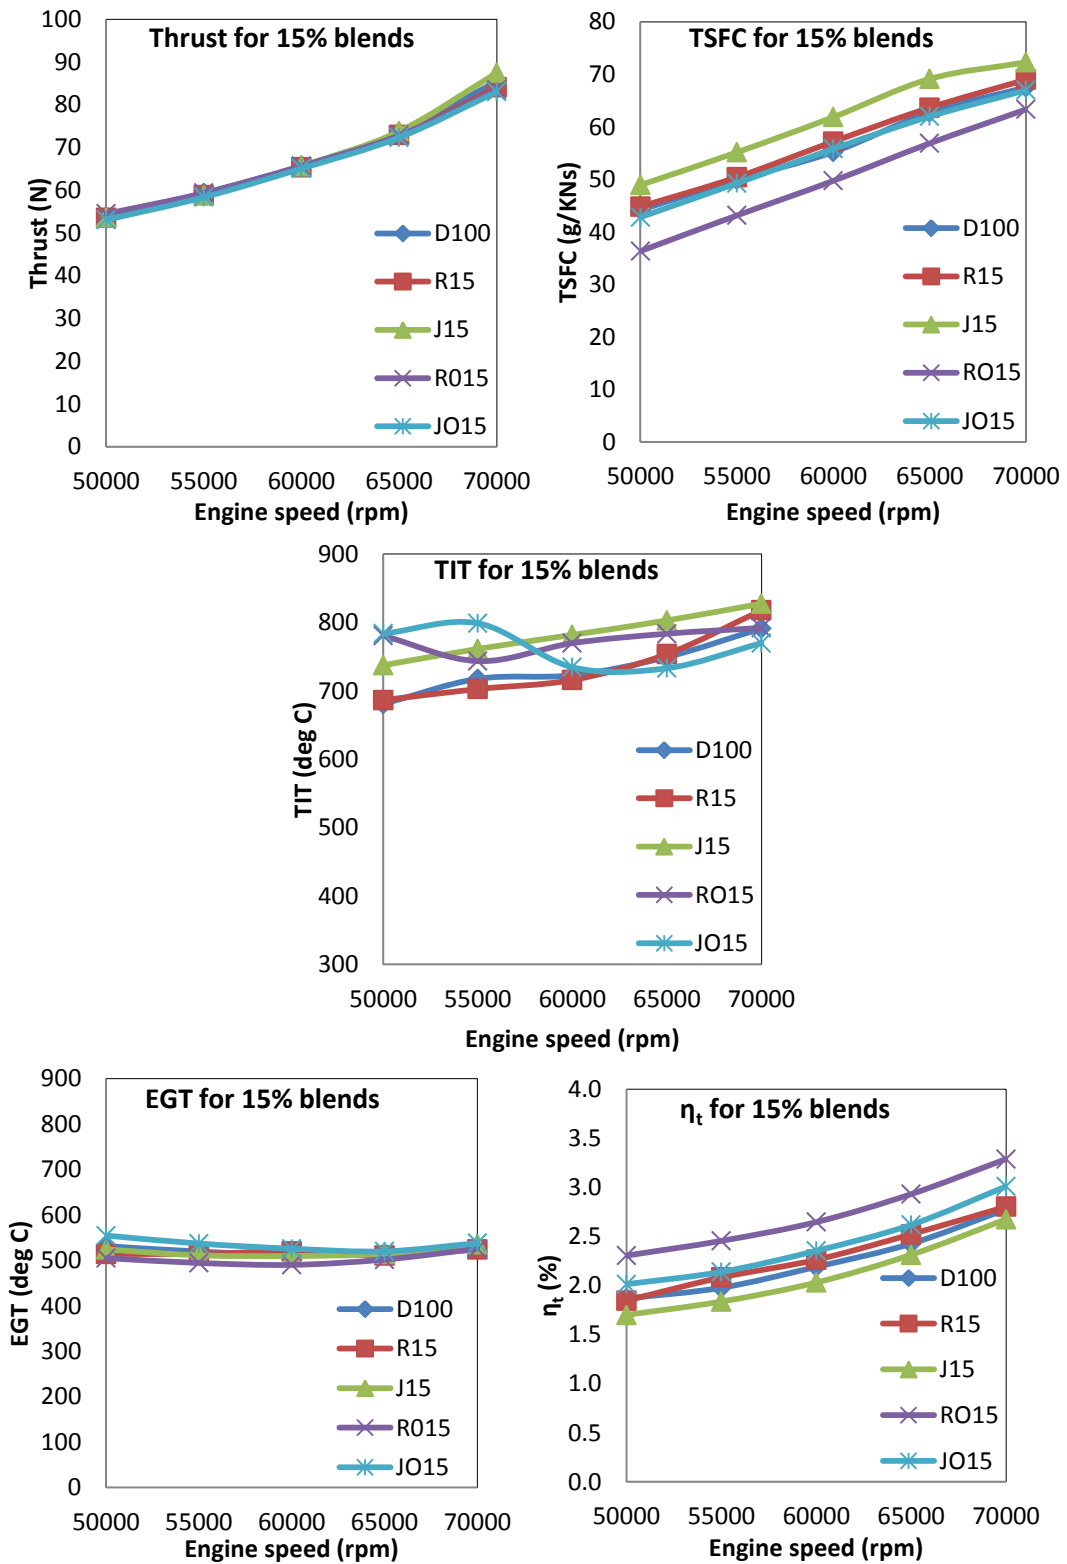 Thrust for 15% blends
100
90
80
70
60
50
40
30
20
10
0
Thrust (N)
D100
R15
J15
R015
JO15
50000 55000 60000 65000 70000
Engine speed (rpm)
TSFC for 15% blends
80
70
60
50
40
30
20
10
0
TSFC (g/KNs)
D100
R15
J15
RO15
JO15
50000 55000 60000 65000 70000
Engine speed (rpm)
TIT for 15% blends
900
800
700
600
500
400
300
TIT (deg C)
D100
R15
J15
RO15
JO15
50000 55000 60000 65000 70000
Engine speed (rpm)
EGT for 15% blends
900
800
700
600
500
400
300
200
100
0
EGT (deg C)
D100
R15
J15
R015
JO15
50000 55000 60000 65000 70000
Engine speed (rpm)
ηt for 15% blends
4.0
3.5
3.0
2.5
2.0
1.5
1.0
0.5
0.0
ηt (%)
D100
R15
J15
RO15
JO15
50000 55000 60000 65000 70000
Engine speed (rpm)